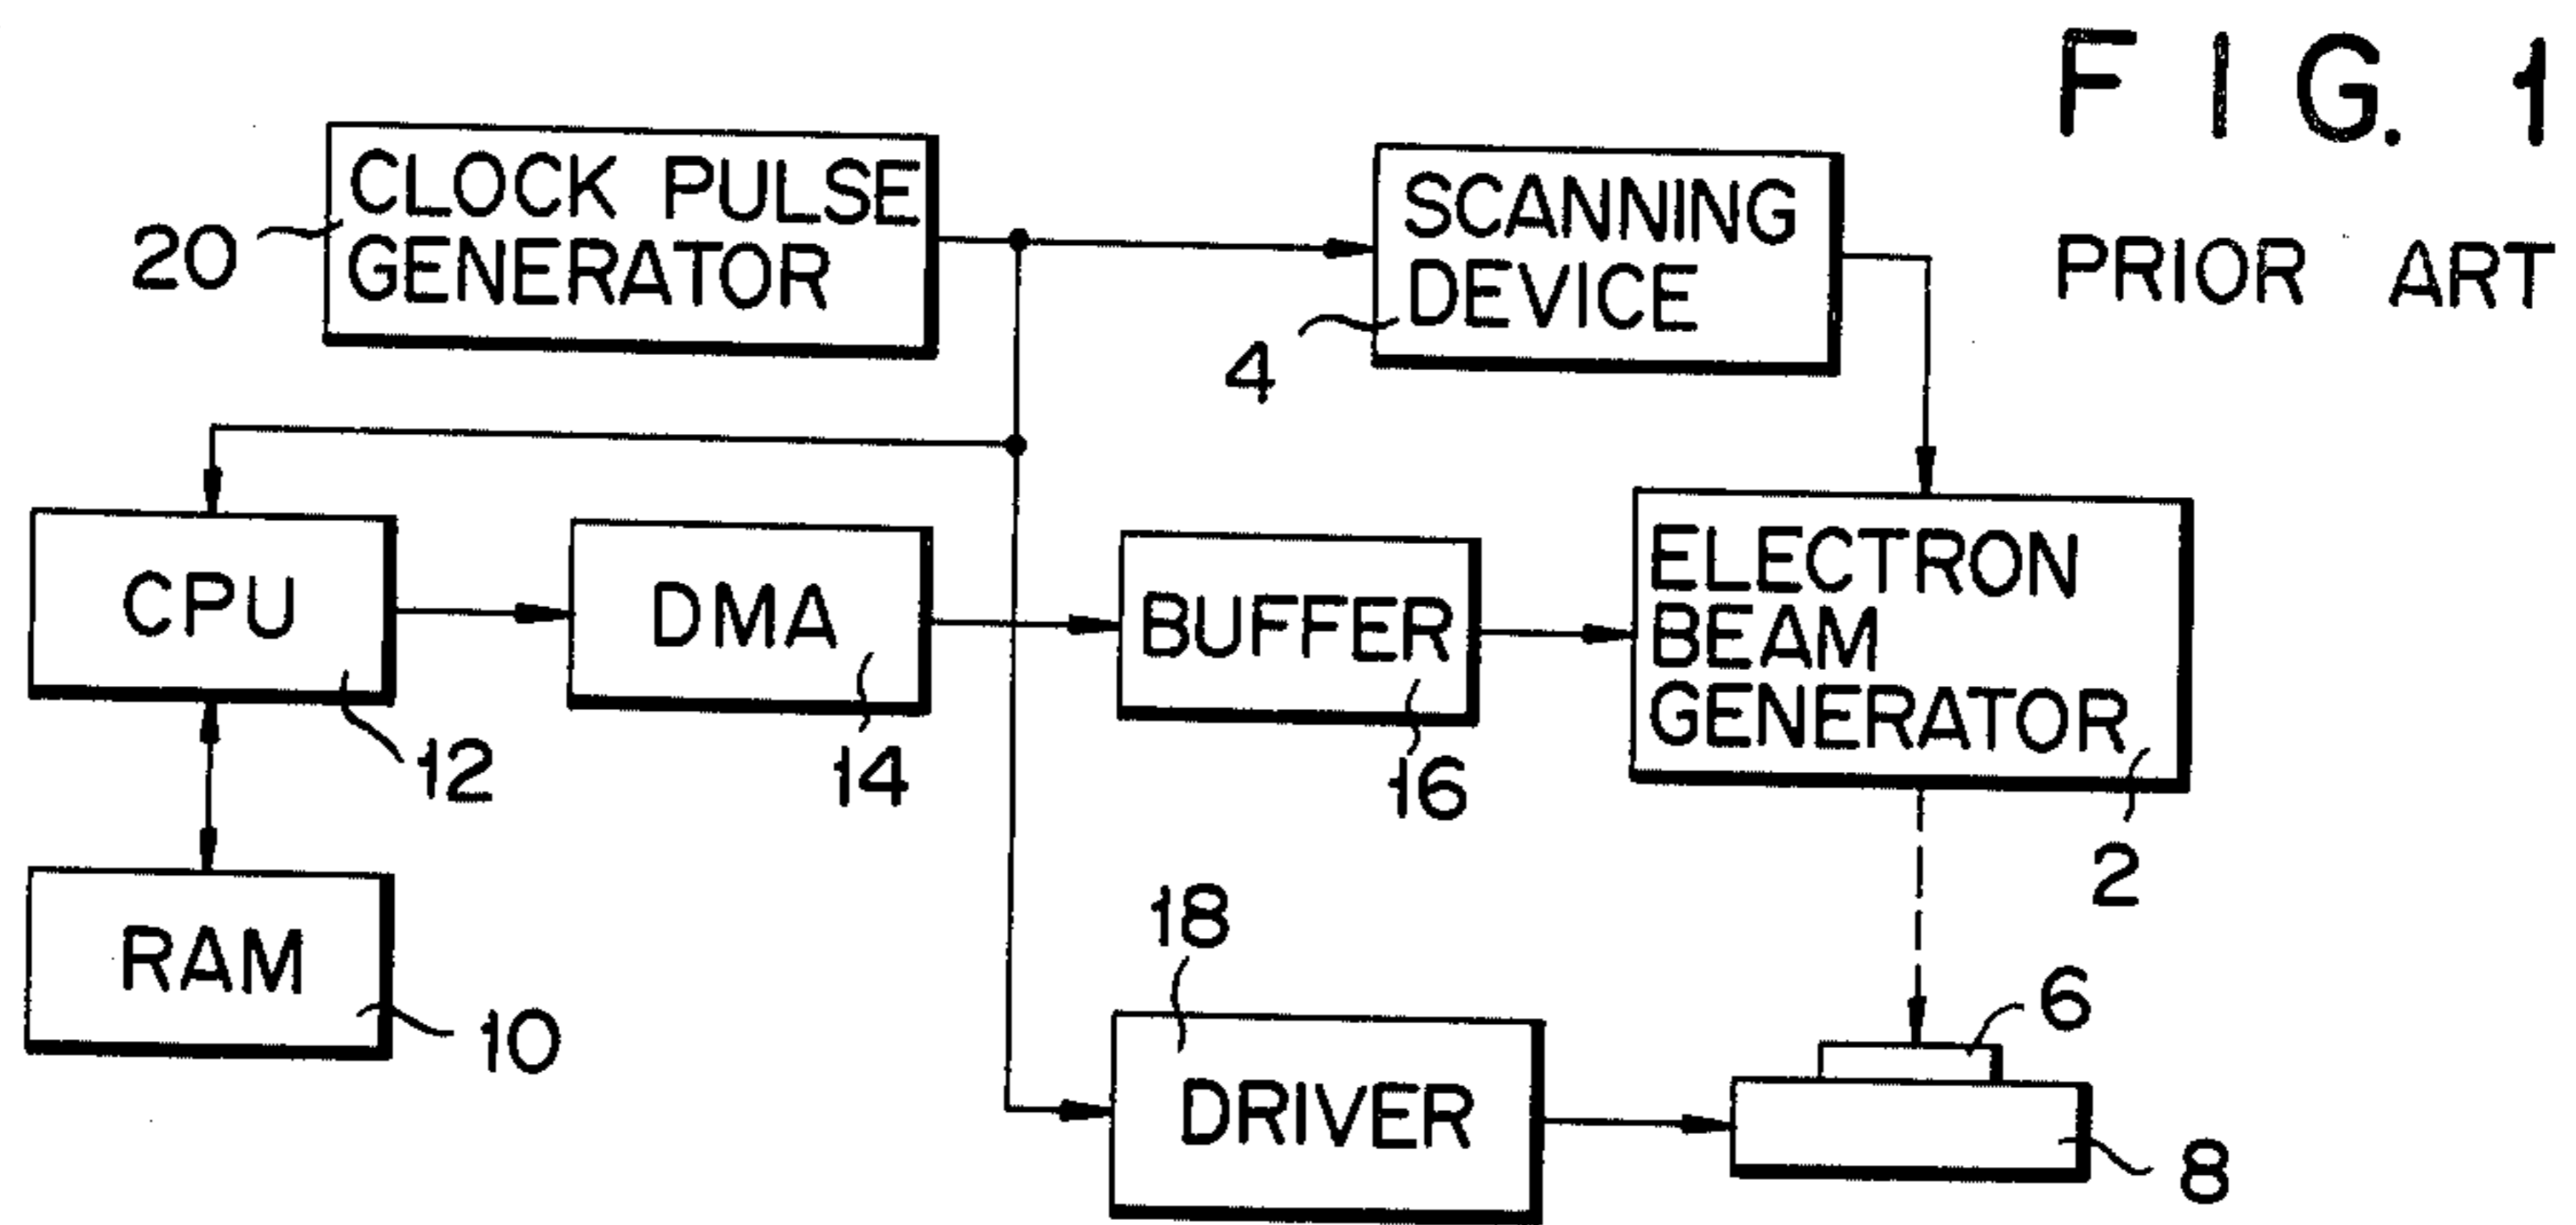 FIG. 1
PRIOR ART
CLOCK PULSE
GENERATOR
20
SCANNING
DEVICE
4
CPU
12
DMA
14
BUFFER
16
ELECTRON
BEAM
GENERATOR
2
RAM
10
18
DRIVER
6
8